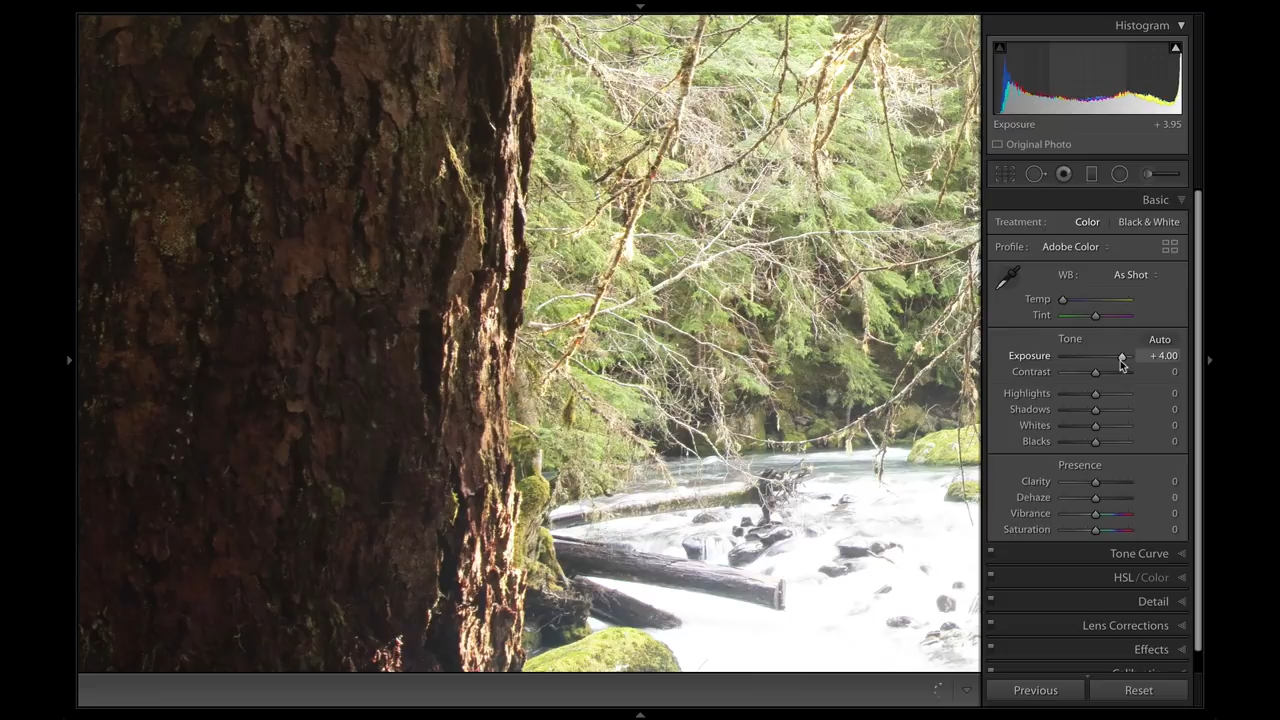 Histogram
Exposure + 3.95
Original Photo
Basic
Treatment : Color Black & White
Profile : Adobe Color
WB : As Shot
Temp
Tint
Tone Auto
Exposure + 4.00
Contrast 0
Highlights 0
Shadows 0
Whites 0
Blacks 0
Presence
Clarity 0
Dehaze 0
Vibrance 0
Saturation 0
Tone Curve
HSL / Color
Detail
Lens Corrections
Effects
Previous Reset